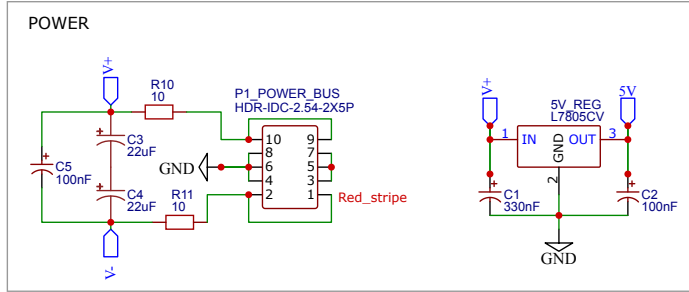 POWER
V+
R10
10
P1_POWER_BUS
HDR-IDC-2.54-2X5P
C3
22uF
C5
100nF
C4
22uF
GND
10
9
8
7
6
5
4
3
2
1
Red_stripe
R11
10
V-
V+
5V
5V_REG
L7805CV
1
IN
OUT
3
GND
2
C1
330nF
C2
100nF
GND